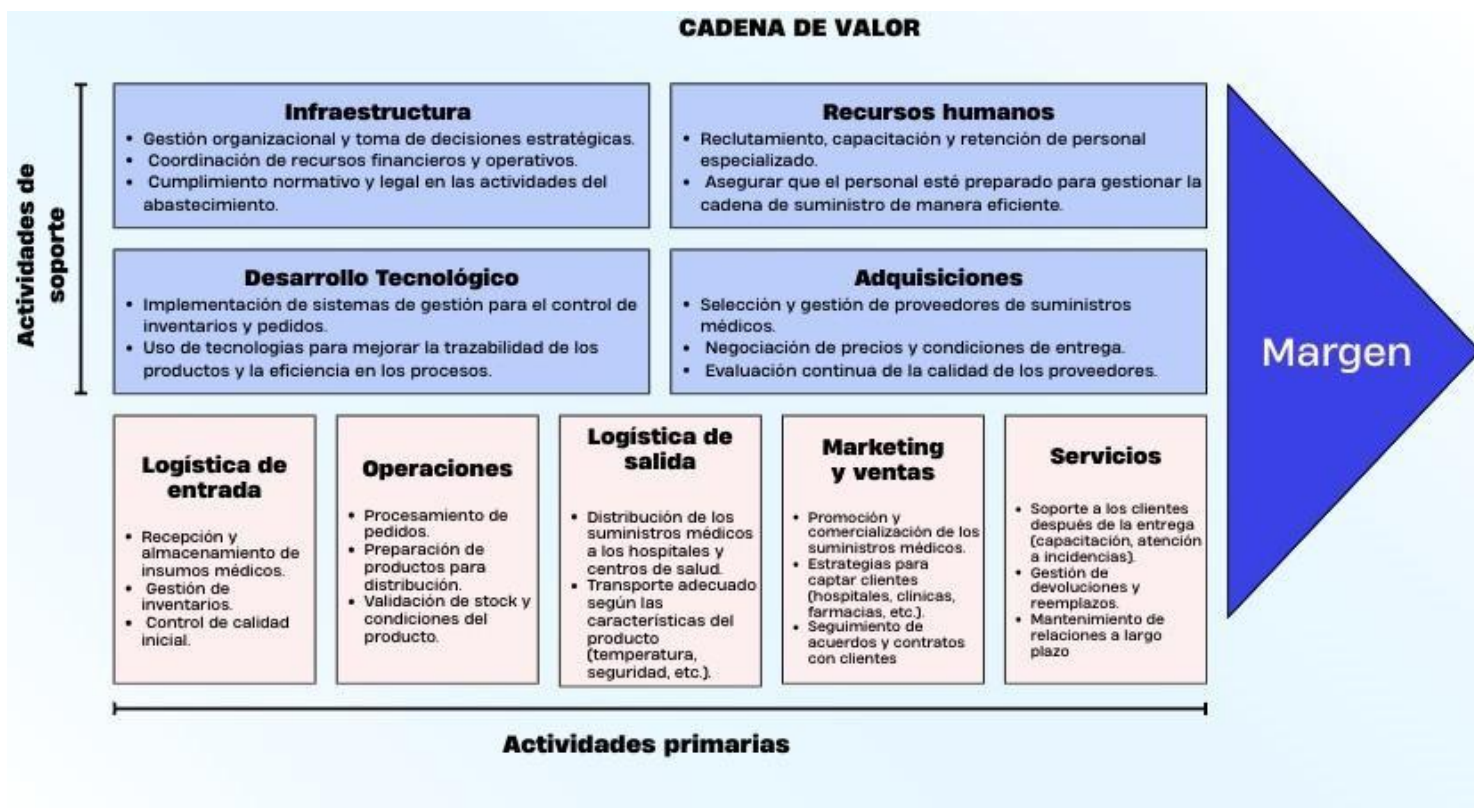 CADENA DE VALOR
Actividades de
soporte
Infraestructura
• Gestión organizacional y toma de decisiones estratégicas.
• Coordinación de recursos financieros y operativos.
• Cumplimiento normativo y legal en las actividades del
abastecimiento.
Recursos humanos
• Reclutamiento, capacitación y retención de personal
especializado.
• Asegurar que el personal esté preparado para gestionar la
cadena de suministro de manera eficiente.
Desarrollo Tecnológico
• Implementación de sistemas de gestión para el control de
inventarios y pedidos.
• Uso de tecnologías para mejorar la trazabilidad de los
productos y la eficiencia en los procesos.
Adquisiciones
• Selección y gestión de proveedores de suministros
médicos.
• Negociación de precios y condiciones de entrega.
• Evaluación continua de la calidad de los proveedores.
Margen
Logística de
entrada
• Recepción y
almacenamiento de
insumos médicos.
• Gestión de
inventarios.
• Control de calidad
inicial.
Operaciones
• Procesamiento de
pedidos.
• Preparación de
productos para
distribución.
• Validación de stock y
condiciones del
producto.
Logística de
salida
• Distribución de los
suministros médicos
a los hospitales y
centros de salud.
• Transporte adecuado
según las
características del
producto
(temperatura,
seguridad, etc.).
Marketing
y ventas
• Promoción y
comercialización de los
suministros médicos.
• Estrategias para
captar clientes
(hospitales, clínicas,
farmacias, etc.).
• Seguimiento de
acuerdos y contratos
con clientes
Servicios
• Soporte a los clientes
después de la entrega
(capacitación, atención
a incidencias).
• Gestión de
devoluciones y
reemplazos.
• Mantenimiento de
relaciones a largo
plazo
Actividades primarias